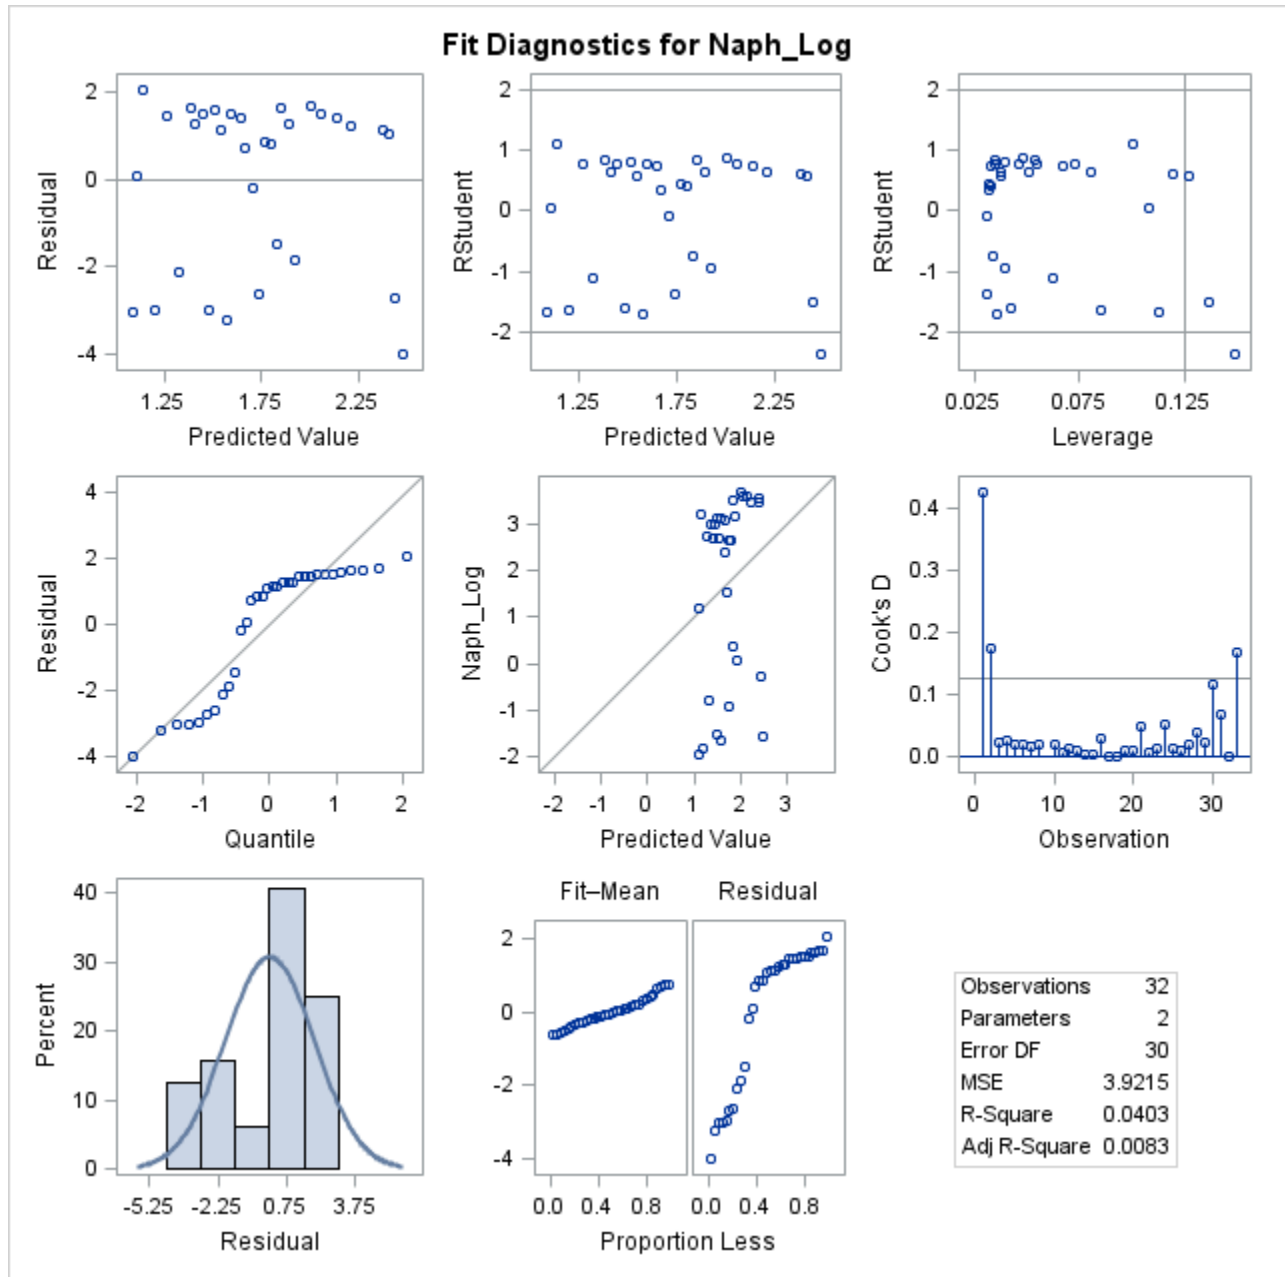 Fit Diagnostics for Naph_Log
2
0
-2
-4
Residual
1.25 1.75 2.25
Predicted Value
2
1
0
-1
-2
RStudent
1.25 1.75 2.25
Predicted Value
2
1
0
-1
-2
RStudent
0.025 0.075 0.125
Leverage
4
2
0
-2
-4
Residual
-2 -1 0 1 2
Quantile
3
2
1
0
-1
-2
Naph_Log
-2 -1 0 1 2 3
Predicted Value
0.4
0.3
0.2
0.1
0.0
Cook's D
0 10 20 30
Observation
40
30
20
10
0
Percent
-5.25 -2.25 0.75 3.75
Residual
Fit–Mean Residual
2
0
-2
-4
0.0 0.4 0.8 0.0 0.4 0.8
Proportion Less
Observations 32
Parameters 2
Error DF 30
MSE 3.9215
R-Square 0.0403
Adj R-Square 0.0083